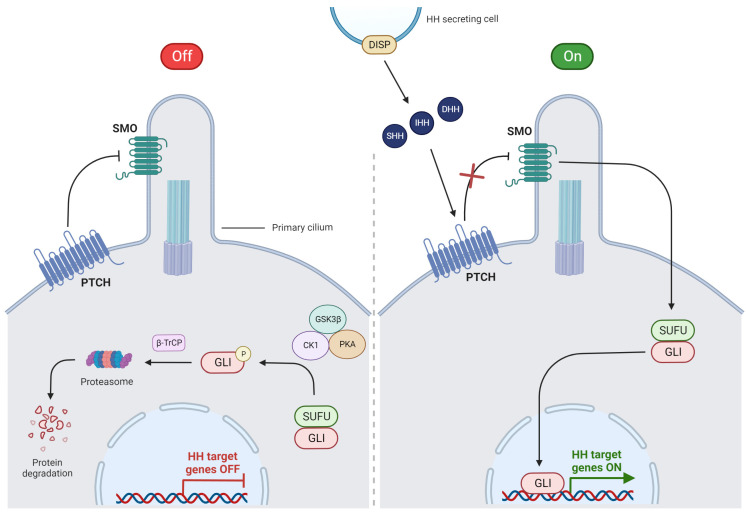 HH secreting cell
DISP
Off
On
SHH
IHH
DHH
SMO
SMO
Primary cilium
PTCH
PTCH
GSK3β
CK1
PKA
β-TrCP
GLI
P
Proteasome
SUFU
GLI
Protein
degradation
HH target
genes OFF
SUFU
GLI
HH target
genes ON
GLI